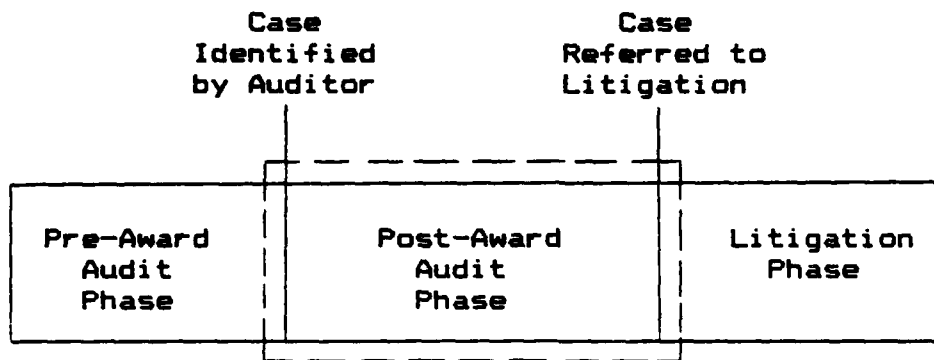 Case
Identified
by Auditor
Case
Referred to
Litigation
Pre-Award
Audit
Phase
Post-Award
Audit
Phase
Litigation
Phase